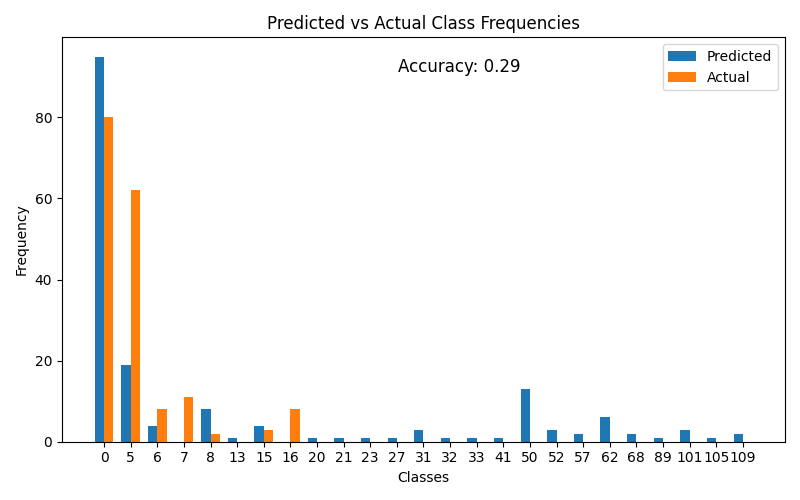 Predicted vs Actual Class Frequencies
Accuracy: 0.29
Predicted
Actual
Frequency
80
60
40
20
0
0 5 6 7 8 13 15 16 20 21 23 27 31 32 33 41 50 52 57 62 68 89 101 105 109
Classes